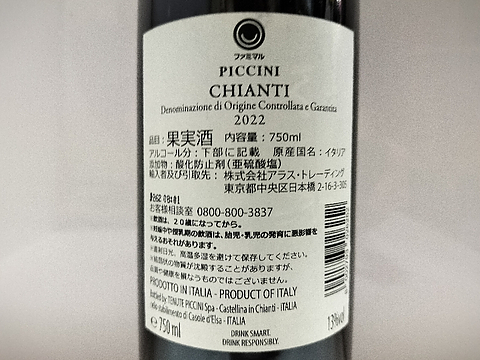 ファミマル
PICCINI
CHIANTI
Denominazione di Origine Controllata e Garantita
2022
品目：果実酒 内容量：750ml
アルコール分：下部に記載 原産国名：イタリア
添加物：酸化防止剤（亜硫酸塩）
輸入者及び引取先： 株式会社アラス・トレーディング
東京都中央区日本橋2-16-3-305
お客様相談室 0800-800-3837
※飲酒は、20歳になってから。
※妊娠中や授乳期の飲酒は、胎児・乳児の発育に悪影響を
与えるおそれがあります。
※直射日光、高温多湿を避けて保存してください。
の物質が沈殿することがありますが、
品質や健康を損なうものではございません。
PRODOTTO IN ITALIA - PRODUCT OF ITALY
Bottled by TENUTE PICCINI Spa - Castellina in Chianti - ITALIA
nello stabilimento di Casole d'Elsa - ITALIA
e 750 ml
13%vol
DRINK SMART.
DRINK RESPONSIBLY.